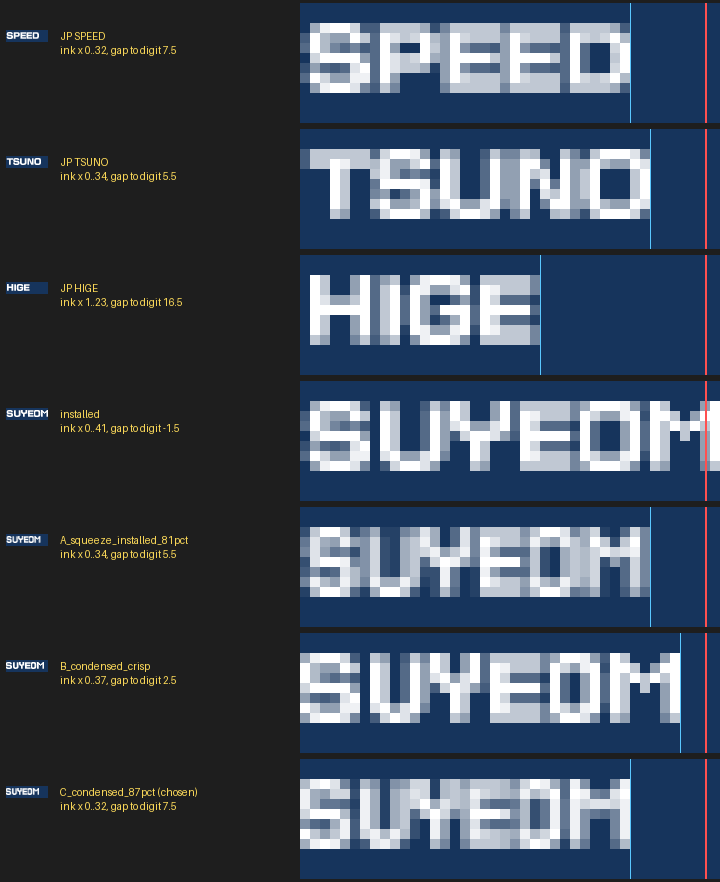 SPEED JP SPEED SPEED
ink x 0..32, gap to digit 7.5
TSUNO JP TSUNO TSUNO
ink x 0..34, gap to digit 5.5
HIGE JP HIGE HIGE
ink x 1..23, gap to digit 16.5
SUYEOM installed SUYEOM
ink x 0..41, gap to digit -1.5
SUYEOM A_squeeze_installed_81pct SUYEOM
ink x 0..34, gap to digit 5.5
SUYEOM B_condensed_crisp SUYEOM
ink x 0..37, gap to digit 2.5
SUYEOM C_condensed_87pct (chosen) SUYEOM
ink x 0..32, gap to digit 7.5